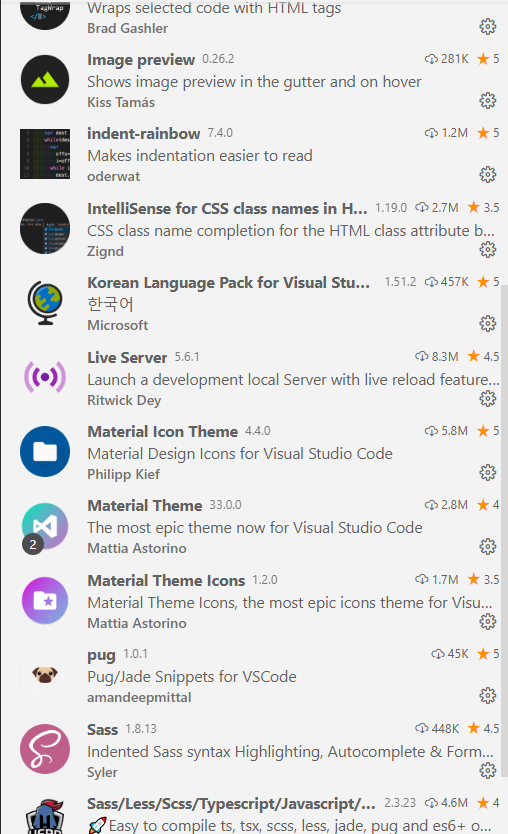 TagWrap
</>
Wraps selected code with HTML tags
Brad Gashler
Image preview 0.26.2 281K 5
Shows image preview in the gutter and on hover
Kiss Tamás
indent-rainbow 7.4.0 1.2M 5
Makes indentation easier to read
oderwat
IntelliSense for CSS class names in H... 1.19.0 2.7M 3.5
CSS class name completion for the HTML class attribute b...
Zignd
Korean Language Pack for Visual Stu... 1.51.2 457K 5
한국어
Microsoft
Live Server 5.6.1 8.3M 4.5
Launch a development local Server with live reload feature...
Ritwick Dey
Material Icon Theme 4.4.0 5.8M 5
Material Design Icons for Visual Studio Code
Philipp Kief
Material Theme 33.0.0 2.8M 4
The most epic theme now for Visual Studio Code
2
Mattia Astorino
Material Theme Icons 1.2.0 1.7M 3.5
Material Theme Icons, the most epic icons theme for Visu...
Mattia Astorino
pug 1.0.1 45K 5
Pug/Jade Snippets for VSCode
amandeepmittal
Sass 1.8.13 448K 4.5
Indented Sass syntax Highlighting, Autocomplete & Form...
Syler
Sass/Less/Scss/Typescript/Javascript/... 2.3.23 4.6M 4
🚀Easy to compile ts, tsx, scss, less, jade, pug and es6+ o...